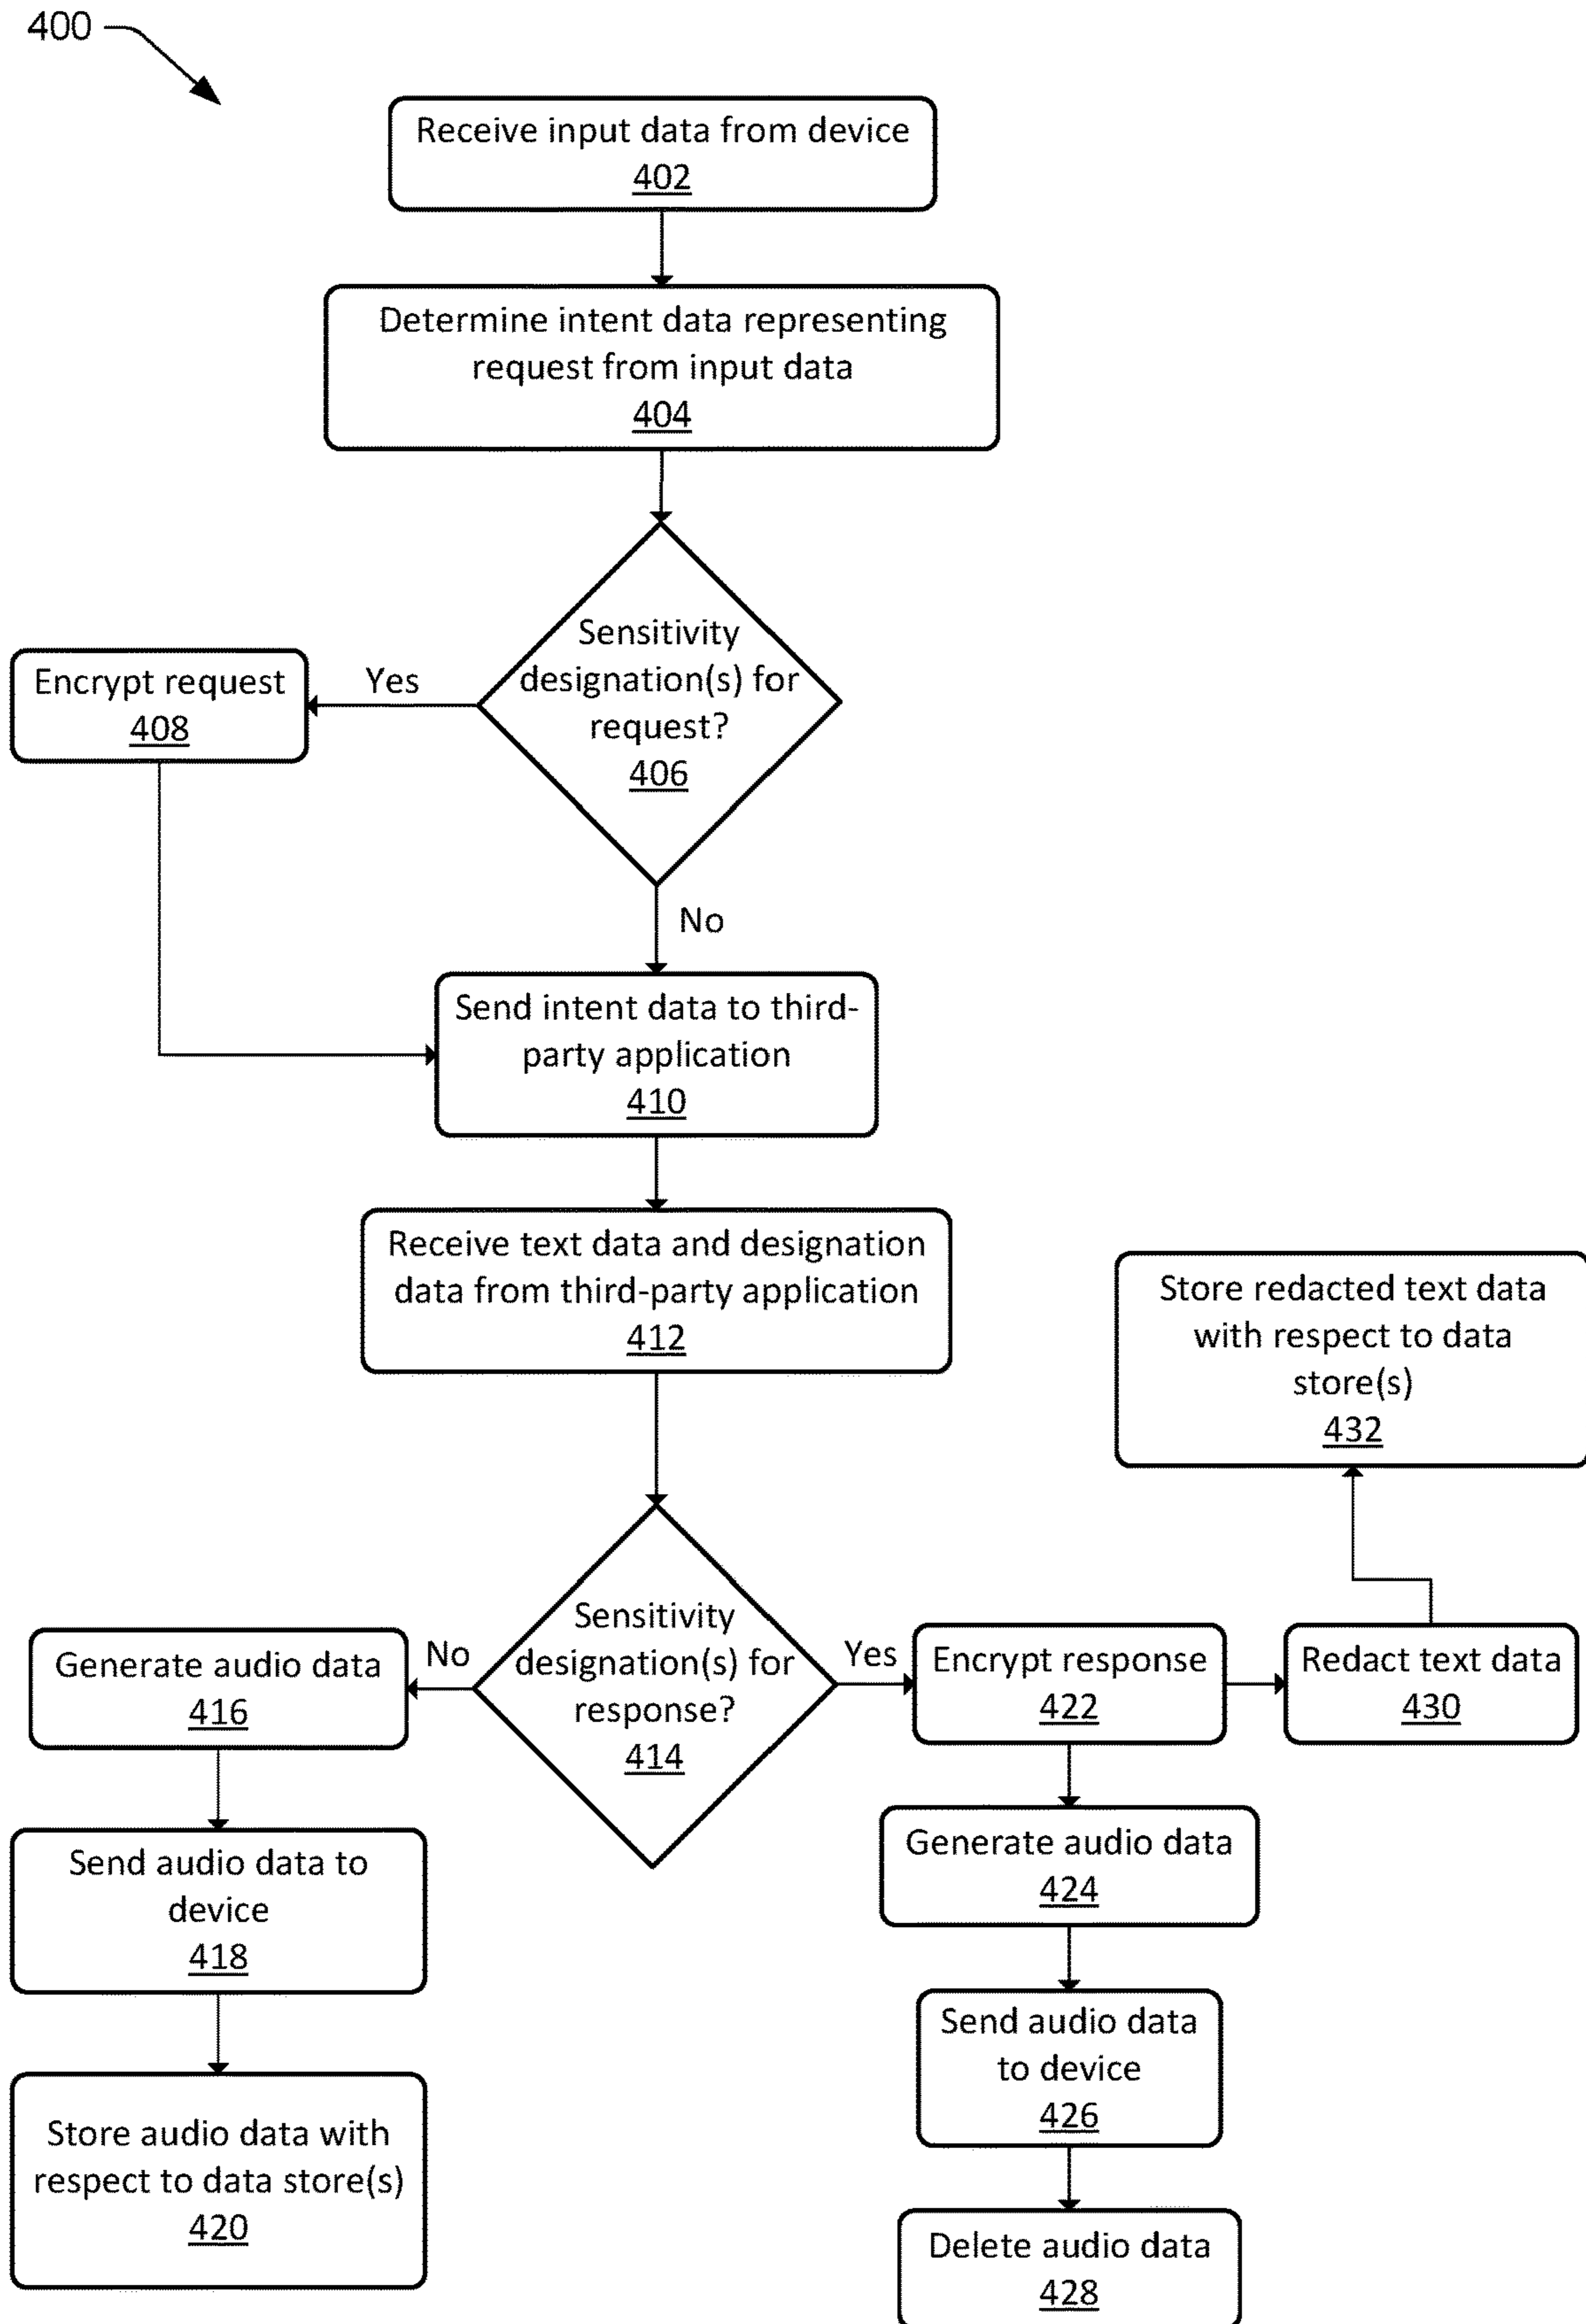 400
Receive input data from device
402
Determine intent data representing
request from input data
404
Sensitivity
designation(s) for
request?
406
Yes
Encrypt request
408
No
Send intent data to third-
party application
410
Receive text data and designation
data from third-party application
412
Store redacted text data
with respect to data
store(s)
432
Sensitivity
designation(s) for
response?
414
No
Generate audio data
416
Yes
Encrypt response
422
Redact text data
430
Send audio data to
device
418
Store audio data with
respect to data store(s)
420
Generate audio data
424
Send audio data
to device
426
Delete audio data
428